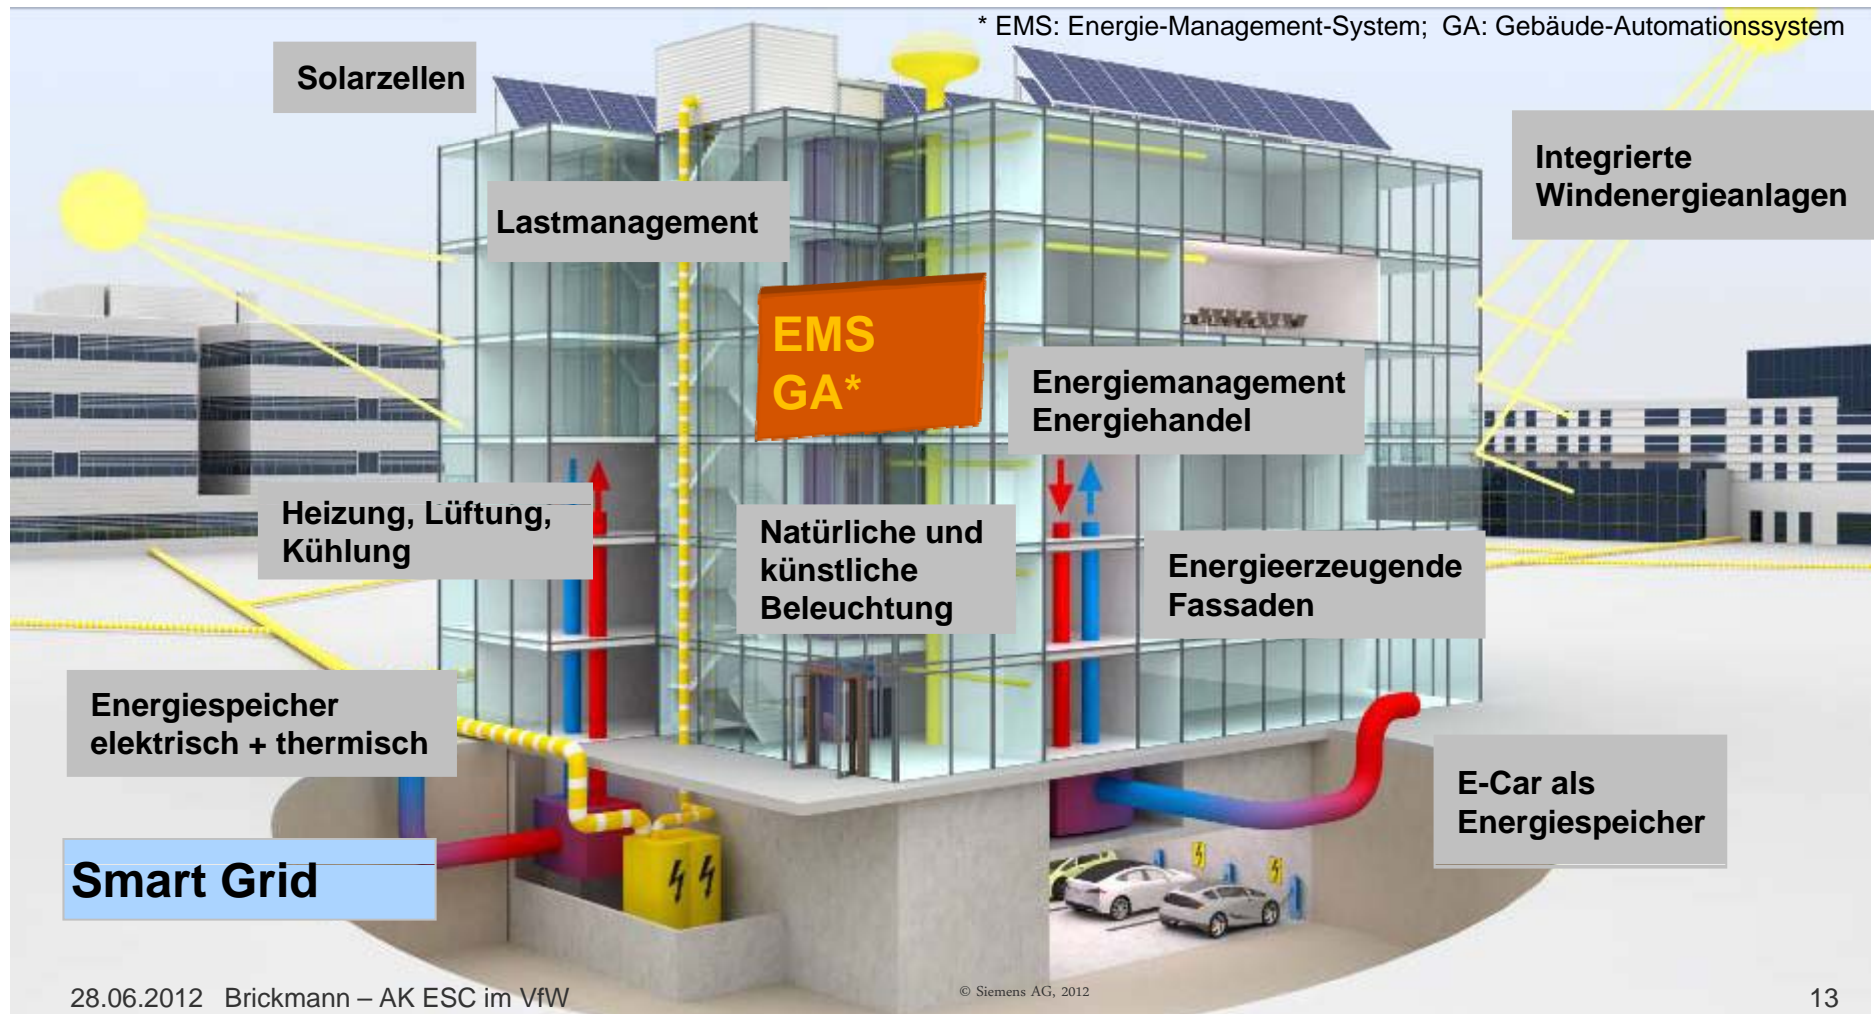 * EMS: Energie-Management-System; GA: Gebäude-Automationssystem
Solarzellen
Integrierte
Windenergieanlagen
Lastmanagement
EMS
GA*
Energiemanagement
Energiehandel
Heizung, Lüftung,
Kühlung
Natürliche und
künstliche
Beleuchtung
Energieerzeugende
Fassaden
Energiespeicher
elektrisch + thermisch
E-Car als
Energiespeicher
Smart Grid
28.06.2012 Brickmann – AK ESC im VfW
© Siemens AG, 2012
13